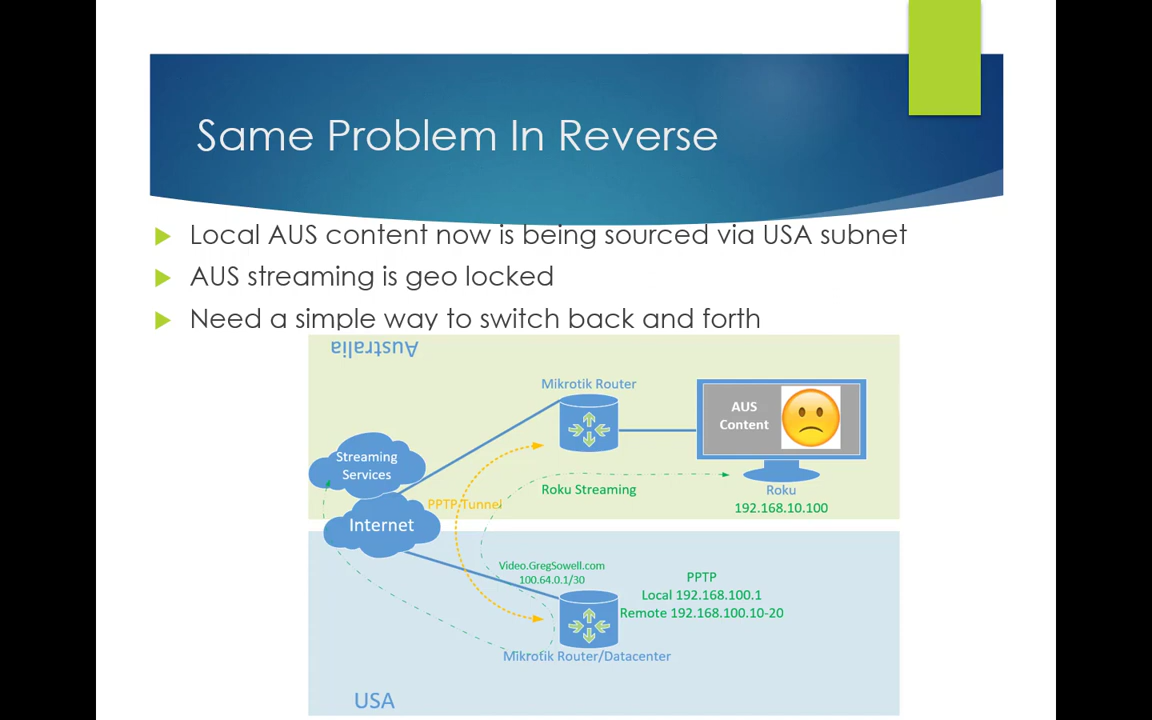 Same Problem In Reverse
Local AUS content now is being sourced via USA subnet
AUS streaming is geo locked
Need a simple way to switch back and forth
Australia
Mikrotik Router
AUS
Content
Streaming
Services
Roku Streaming
Roku
192.168.10.100
PPTP Tunnel
Internet
Video.GregSowell.com
100.64.0.1/30
PPTP
Local 192.168.100.1
Remote 192.168.100.10-20
Mikrotik Router/Datacenter
USA